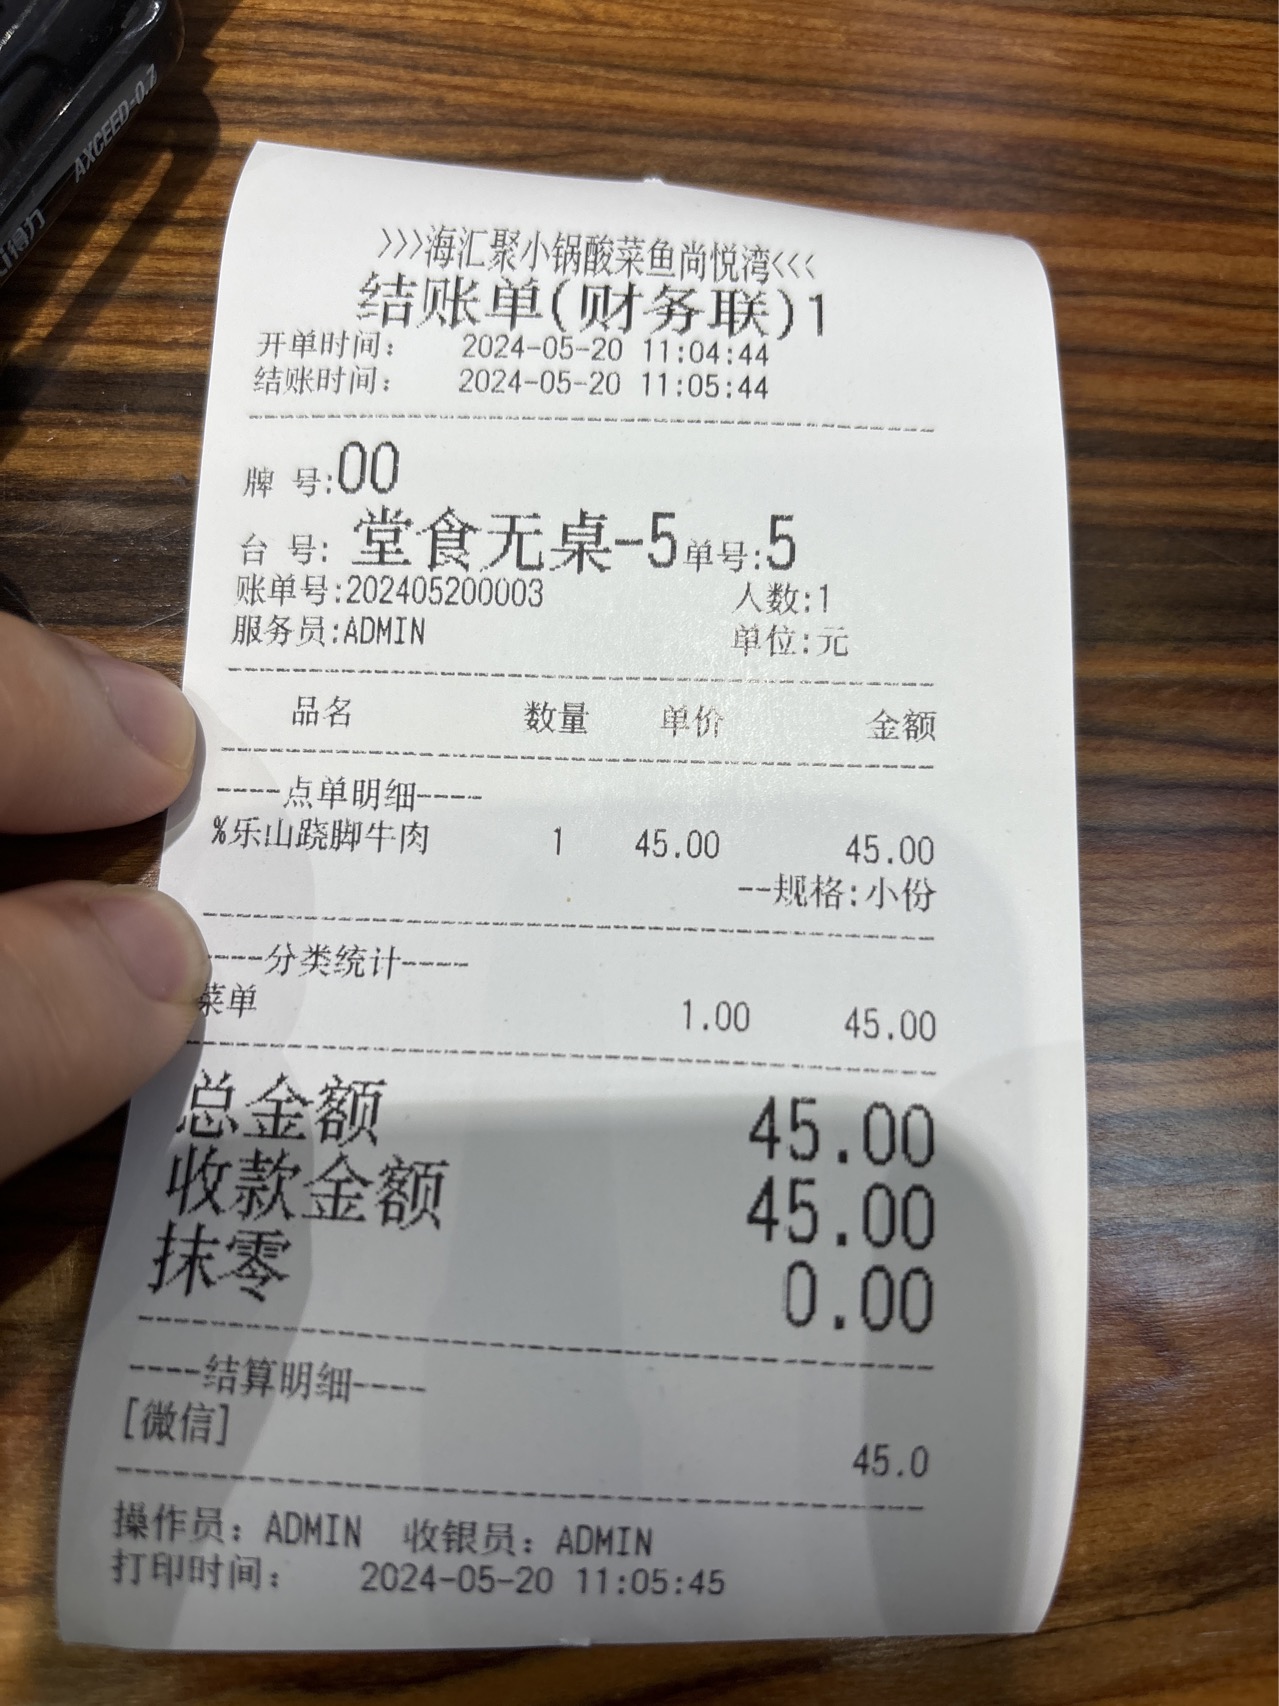 AXCEED-0.7
得力
>>>海汇聚小锅酸菜鱼尚悦湾<<<
结账单(财务联)1
开单时间: 2024-05-20 11:04:44
结账时间: 2024-05-20 11:05:44
牌 号:00
台 号: 堂食无桌-5单号:5
账单号:202405200003 人数:1
服务员:ADMIN 单位:元
品名 数量 单价 金额
----点单明细----
%乐山跷脚牛肉 1 45.00 45.00
--规格:小份
----分类统计----
菜单 1.00 45.00
总金额 45.00
收款金额 45.00
抹零 0.00
----结算明细----
[微信] 45.0
操作员: ADMIN 收银员: ADMIN
打印时间: 2024-05-20 11:05:45